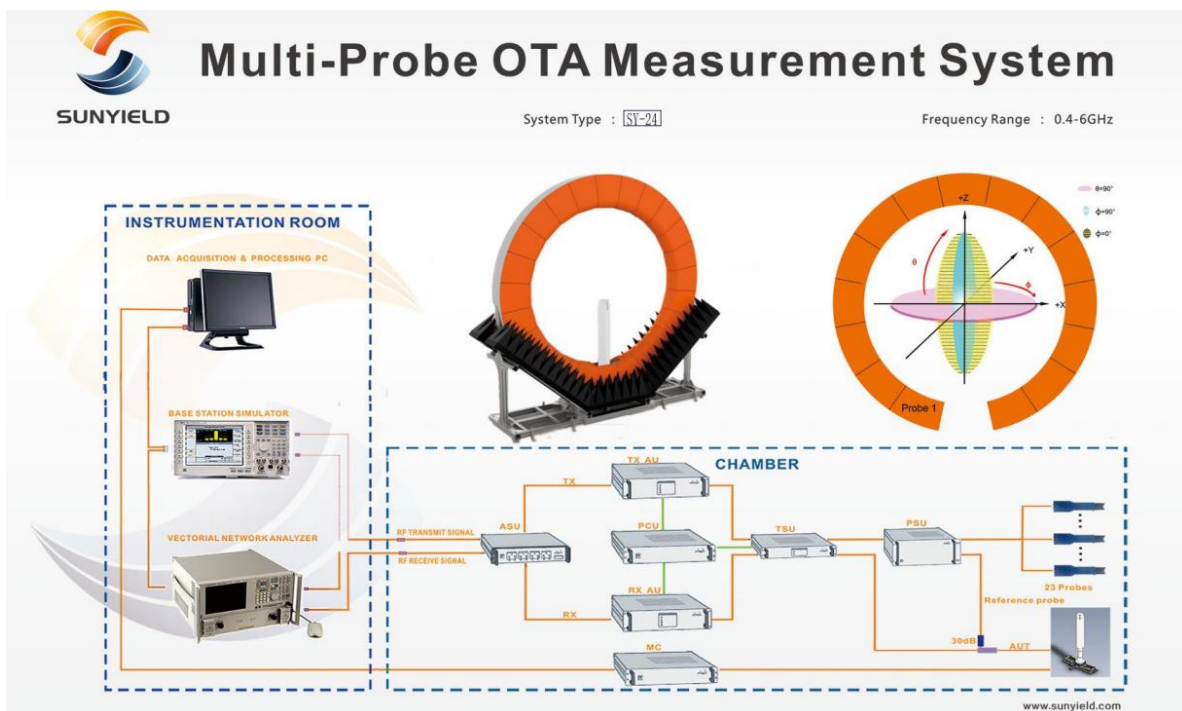 Multi-Probe OTA Measurement System
SUNYIELD
System Type : SY-24
Frequency Range : 0.4-6GHz
INSTRUMENTATION ROOM
DATA ACQUISITION & PROCESSING PC
BASE STATION SIMULATOR
VECTORIAL NETWORK ANALYZER
θ=90°
ϕ=90°
ϕ=0°
+Z
+Y
θ
ϕ
+X
Probe 1
CHAMBER
TX AU
TX
RF TRANSMIT SIGNAL
ASU
PCU
TSU
PSU
RF RECEIVE SIGNAL
RX AU
23 Probes
Reference probe
RX
30dB
AUT
MC
www.sunyield.com